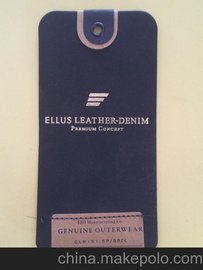 ELLUS LEATHER-DENIM
PREMIUM CONCEPT
GENUINE OUTERWEAR
china.makepolo.com